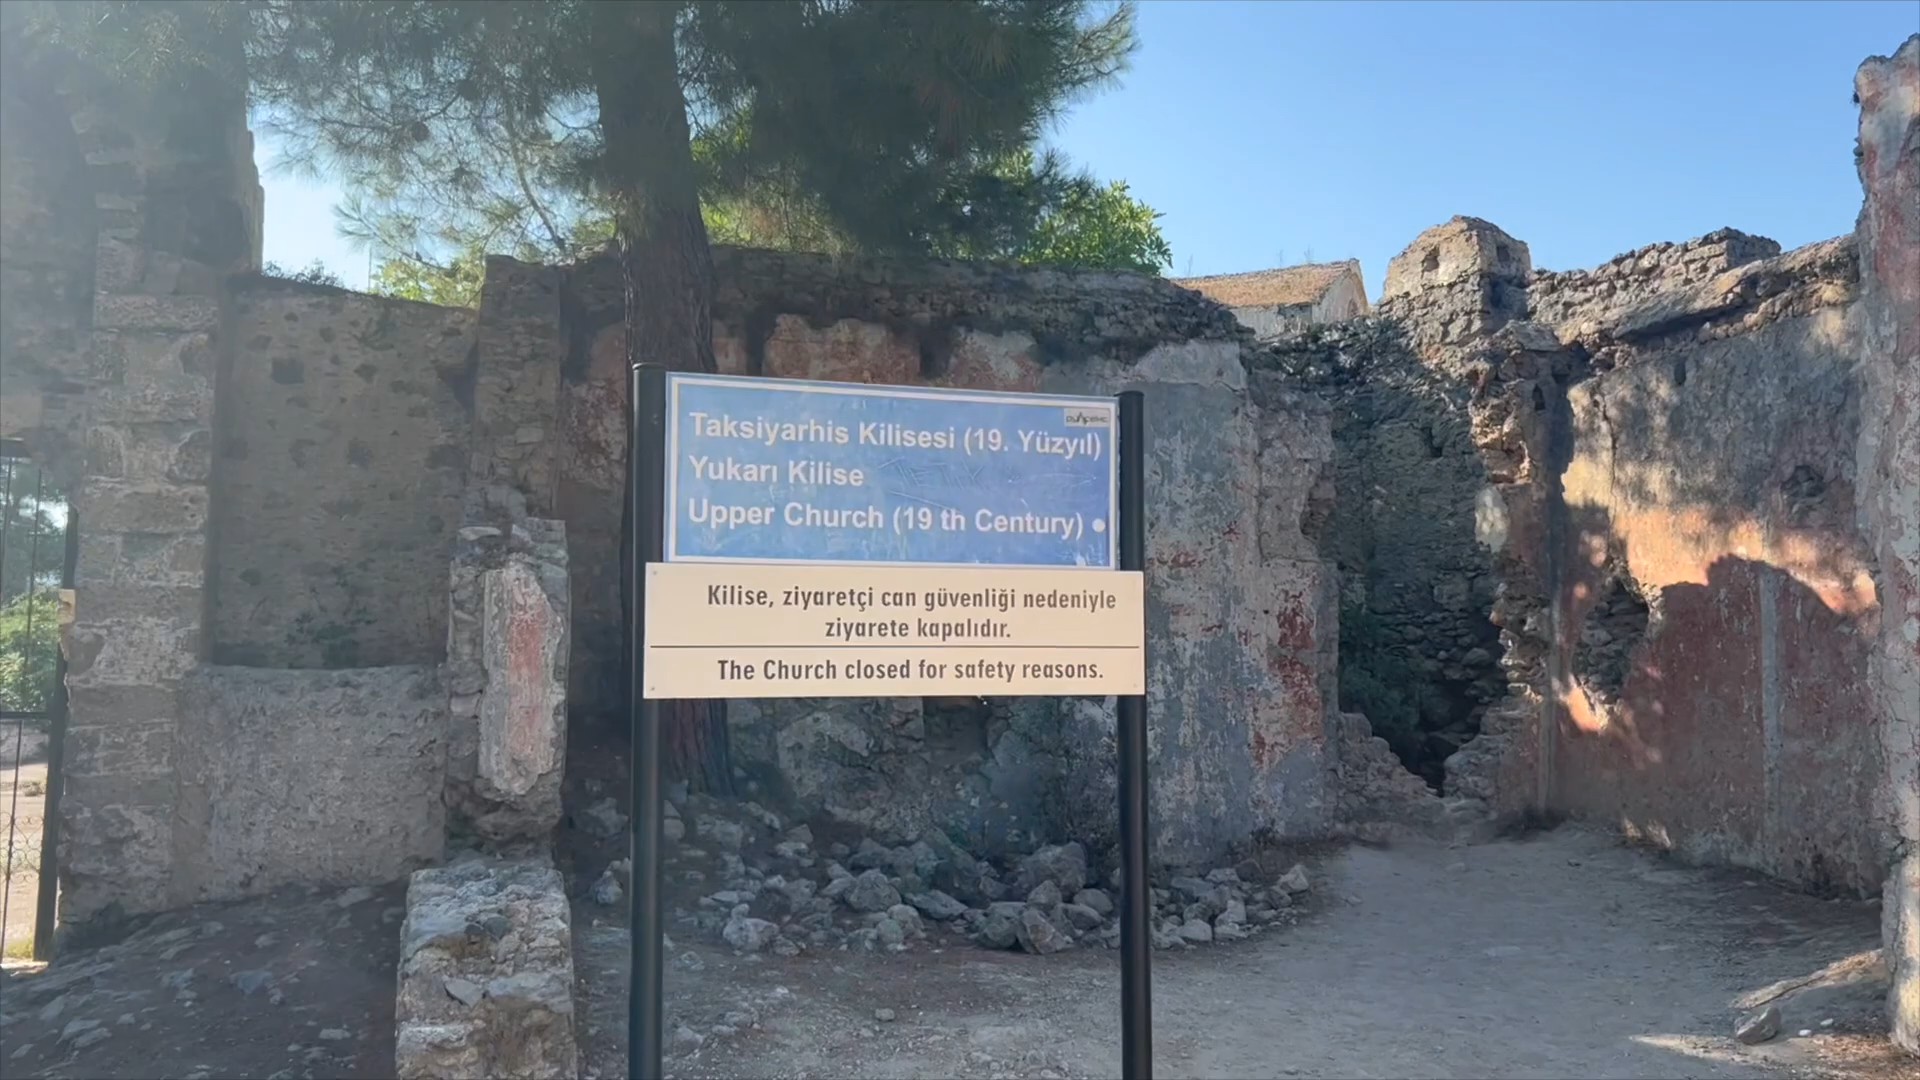 Taksiyarhis Kilisesi (19. Yüzyıl)
Yukarı Kilise
Upper Church (19 th Century)
Kilise, ziyaretçi can güvenliği nedeniyle
ziyarete kapalıdır.
The Church closed for safety reasons.